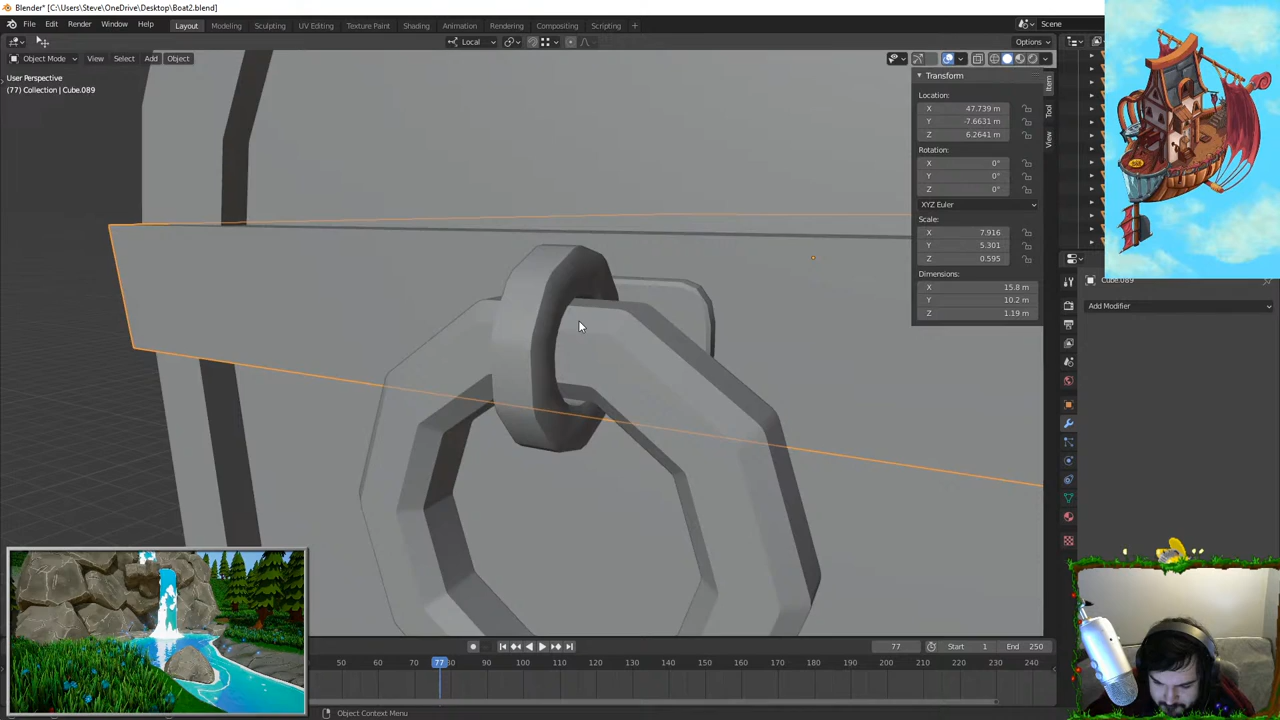 Blender* [C:\Users\Steve\OneDrive\Desktop\Boat2.blend]
File Edit Render Window Help Layout Modeling Sculpting UV Editing Texture Paint Shading Animation Rendering Compositing Scripting Scene
Local Options
Object Mode View Select Add Object
User Perspective
(77) Collection | Cube.089
Transform
Location:
X 47.739 m
Y -7.6631 m
Z 6.2641 m
Rotation:
X 0°
Y 0°
Z 0°
XYZ Euler
Scale:
X 7.916
Y 5.301
Z 0.595
Dimensions:
X 15.8 m
Y 10.2 m
Z 1.19 m
Item
Tool
View
Cube.089
Add Modifier
77 Start 1 End 250
50 60 70 77 80 90 100 110 120 130 140 150 160 170 180 190 200 210 220 230 240
Object Context Menu